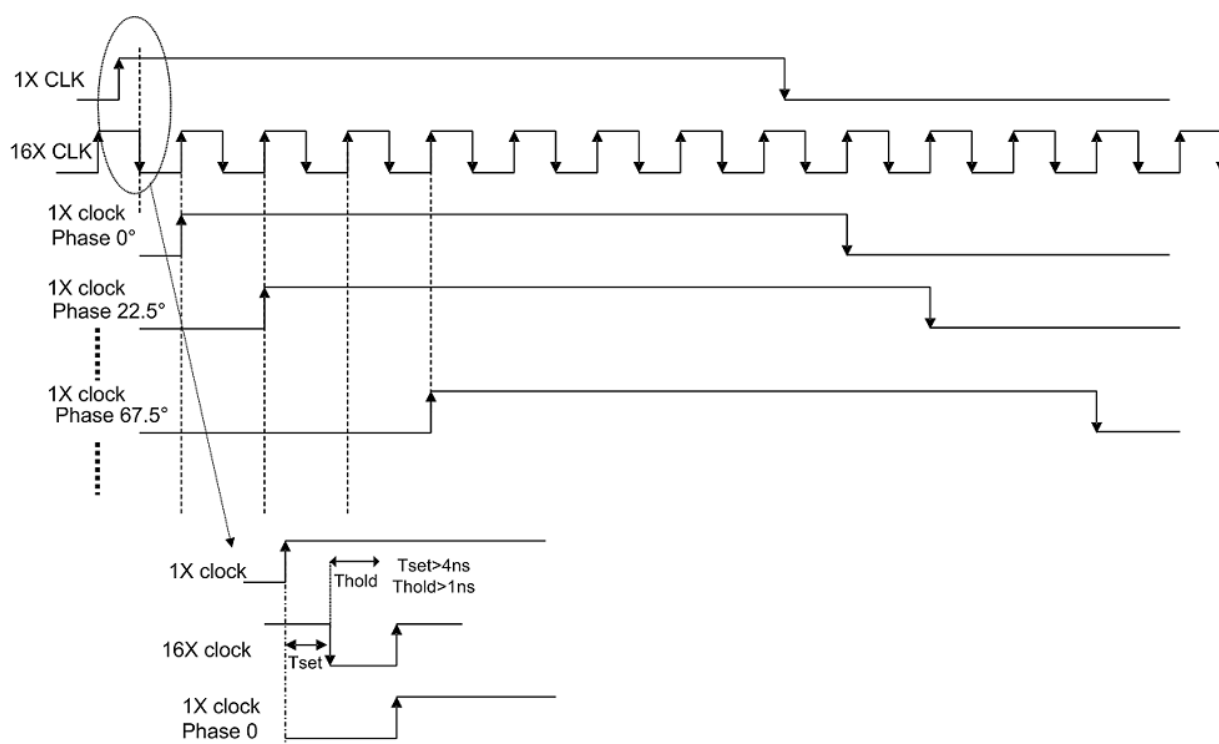 1X CLK
16X CLK
1X clock
Phase 0°
1X clock
Phase 22.5°
1X clock
Phase 67.5°
1X clock
Thold
Tset>4ns
Thold>1ns
16X clock
Tset
1X clock
Phase 0